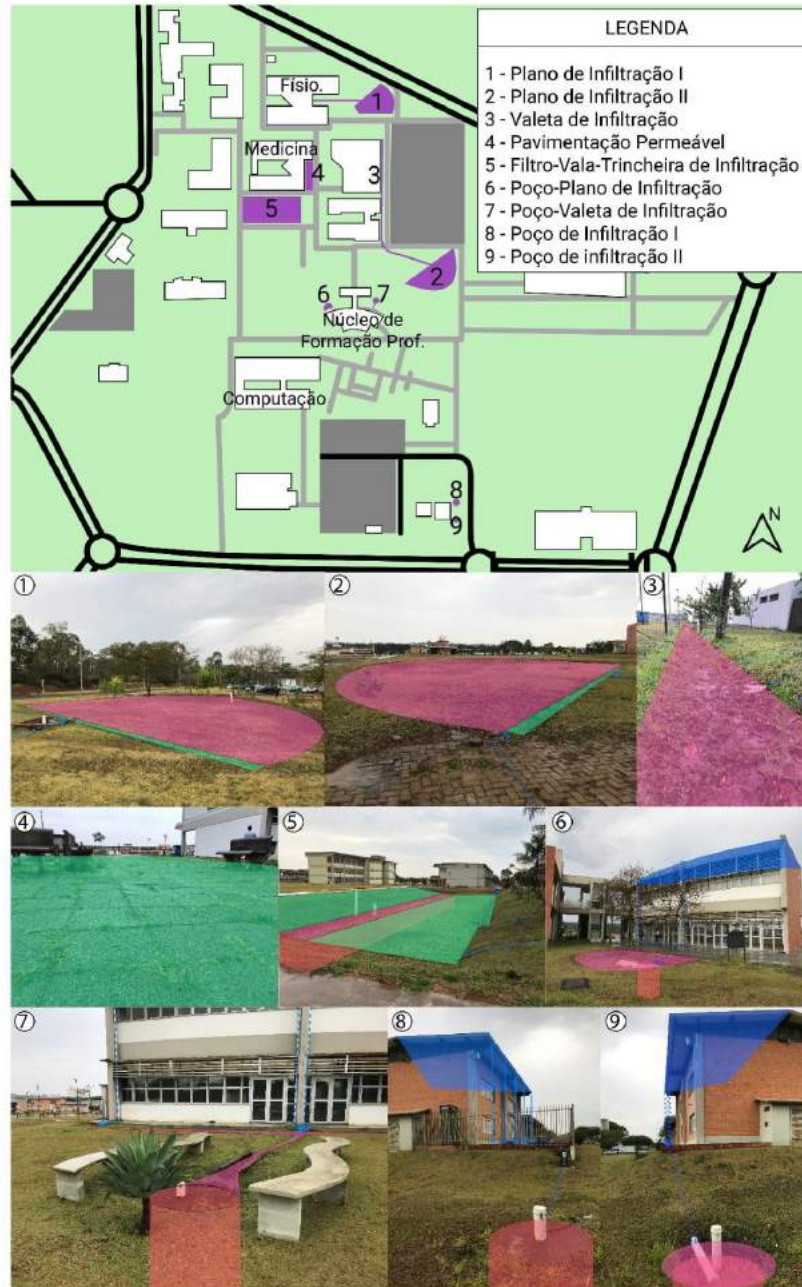 LEGENDA
1 - Plano de Infiltração I
2 - Plano de Infiltração II
3 - Valeta de Infiltração
4 - Pavimentação Permeável
5 - Filtro-Vala-Trincheira de Infiltração
6 - Poço-Plano de Infiltração
7 - Poço-Valeta de Infiltração
8 - Poço de Infiltração I
9 - Poço de infiltração II
Físio.
1
Medicina
4
3
5
2
6
7
Núcleo de
Formação Prof.
Computação
8
9
N
①
②
③
④
⑤
⑥
⑦
⑧
⑨